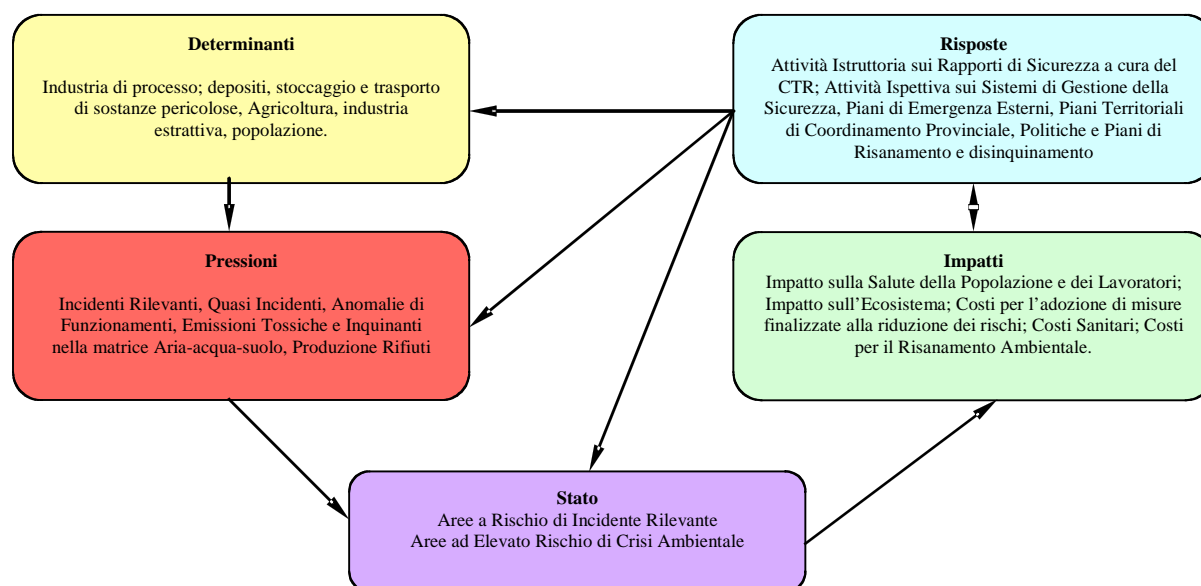 Determinanti
Industria di processo; depositi, stoccaggio e trasporto
di sostanze pericolose, Agricoltura, industria
estrattiva, popolazione.
Risposte
Attività Istruttoria sui Rapporti di Sicurezza a cura del
CTR; Attività Ispettiva sui Sistemi di Gestione della
Sicurezza, Piani di Emergenza Esterni, Piani Territoriali
di Coordinamento Provinciale, Politiche e Piani di
Risanamento e disinquinamento
Pressioni
Incidenti Rilevanti, Quasi Incidenti, Anomalie di
Funzionamenti, Emissioni Tossiche e Inquinanti
nella matrice Aria-acqua-suolo, Produzione Rifiuti
Impatti
Impatto sulla Salute della Popolazione e dei Lavoratori;
Impatto sull’Ecosistema; Costi per l’adozione di misure
finalizzate alla riduzione dei rischi; Costi Sanitari; Costi
per il Risanamento Ambientale.
Stato
Aree a Rischio di Incidente Rilevante
Aree ad Elevato Rischio di Crisi Ambientale